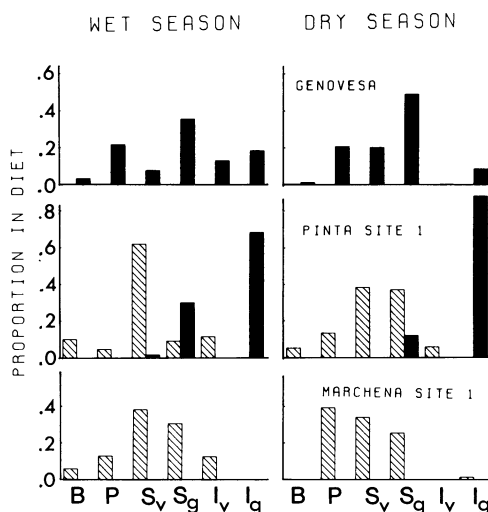 WET SEASON DRY SEASON
PROPORTION IN DIET
.6
.4
.2
.0
GENOVESA
.8
.6
.4
.2
.0
PINTA SITE 1
.4
.2
.0
MARCHENA SITE 1
B P Sv Sg Iv Ig B P Sv Sg Iv Ig